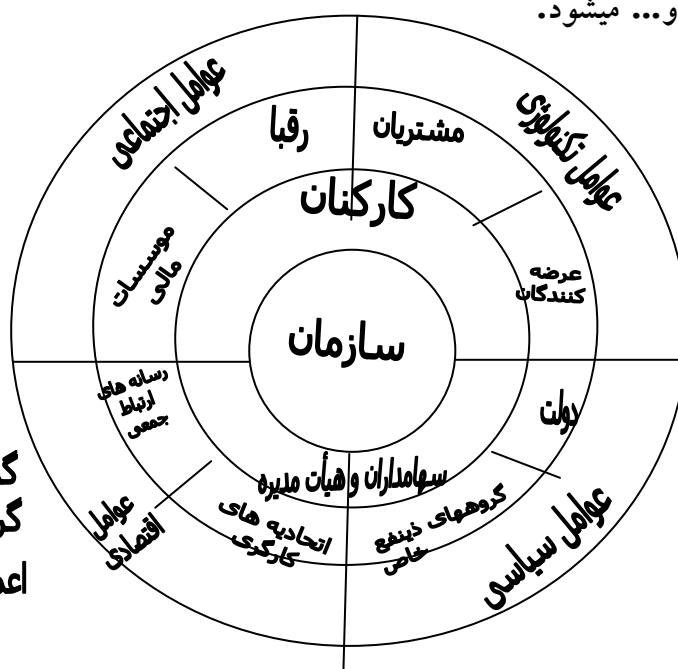 و... میشود.
عوامل اجتماعی
عوامل تکنولوژی
رقبا
مشتریان
کارکنان
موسسات
مالی
عرضه
کنندگان
سازمان
رسانه های
ارتباط
جمعی
دولت
سهامداران و هیأت مدیره
عوامل
اقتصادی
اتحادیه های
کارگری
گروههای ذینفع
خاص
عوامل سیاسی